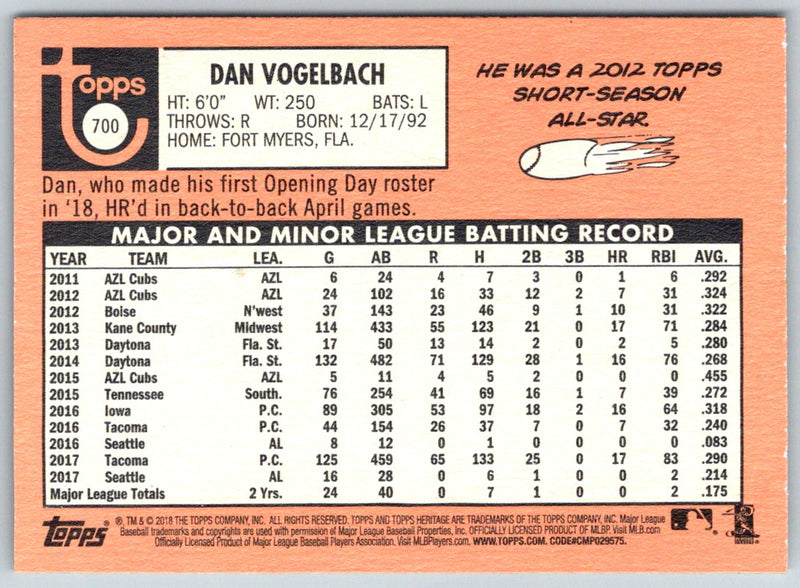 topps
700
DAN VOGELBACH
HT: 6'0" WT: 250 BATS: L
THROWS: R BORN: 12/17/92
HOME: FORT MYERS, FLA.
HE WAS A 2012 TOPPS
SHORT-SEASON
ALL-STAR.
Dan, who made his first Opening Day roster
in '18, HR'd in back-to-back April games.
MAJOR AND MINOR LEAGUE BATTING RECORD
YEAR TEAM LEA. G AB R H 2B 3B HR RBI AVG.
2011 AZL Cubs AZL 6 24 4 7 3 0 1 6 .292
2012 AZL Cubs AZL 24 102 16 33 12 2 7 31 .324
2012 Boise N'west 37 143 23 46 9 1 10 31 .322
2013 Kane County Midwest 114 433 55 123 21 0 17 71 .284
2013 Daytona Fla. St. 17 50 13 14 2 0 2 5 .280
2014 Daytona Fla. St. 132 482 71 129 28 1 16 76 .268
2015 AZL Cubs AZL 5 11 4 5 2 0 0 0 .455
2015 Tennessee South. 76 254 41 69 16 1 7 39 .272
2016 Iowa P.C. 89 305 53 97 18 2 16 64 .318
2016 Tacoma P.C. 44 154 26 37 7 0 7 32 .240
2016 Seattle AL 8 12 0 1 0 0 0 0 .083
2017 Tacoma P.C. 125 459 65 133 25 0 17 83 .290
2017 Seattle AL 16 28 0 6 1 0 0 2 .214
Major League Totals 2 Yrs. 24 40 0 7 1 0 0 2 .175
Topps
®, TM & © 2018 THE TOPPS COMPANY, INC. ALL RIGHTS RESERVED. TOPPS AND TOPPS HERITAGE ARE TRADEMARKS OF THE TOPPS COMPANY, INC. Major League
Baseball trademarks and copyrights are used with permission of Major League Baseball Properties, Inc. OFFICIALLY LICENSED PRODUCT OF MLBP. Visit MLB.com
Officially Licensed Product of Major League Baseball Players Association. Visit MLBPlayers.com. WWW.TOPPS.COM. CODE#CMP029575.